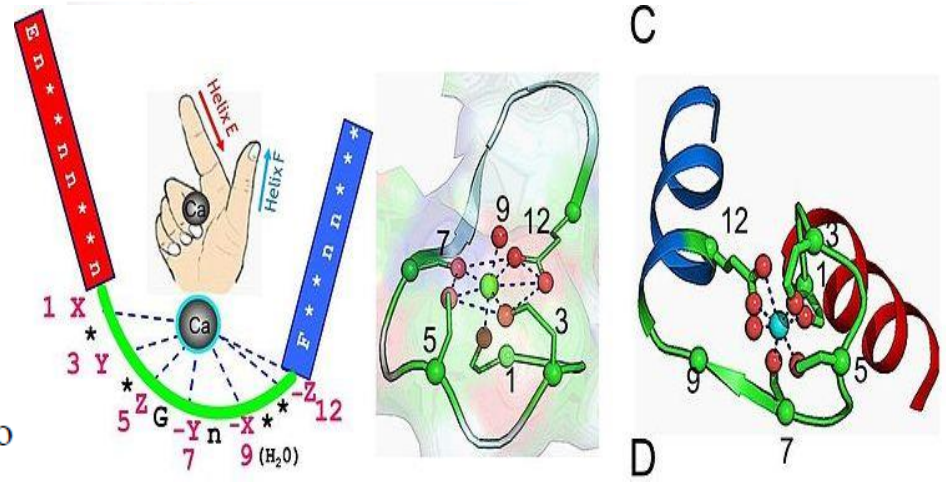 E n * * n n * * n
Helix E
Helix F
Ca
Ca
1 X
*
3 Y
*
5 Z
G
-Y
7
n
-X
9 (H₂O)
*
*
-Z
12
F * * n n * * *
9
12
7
5
3
1
C
12
3
1
5
9
7
D